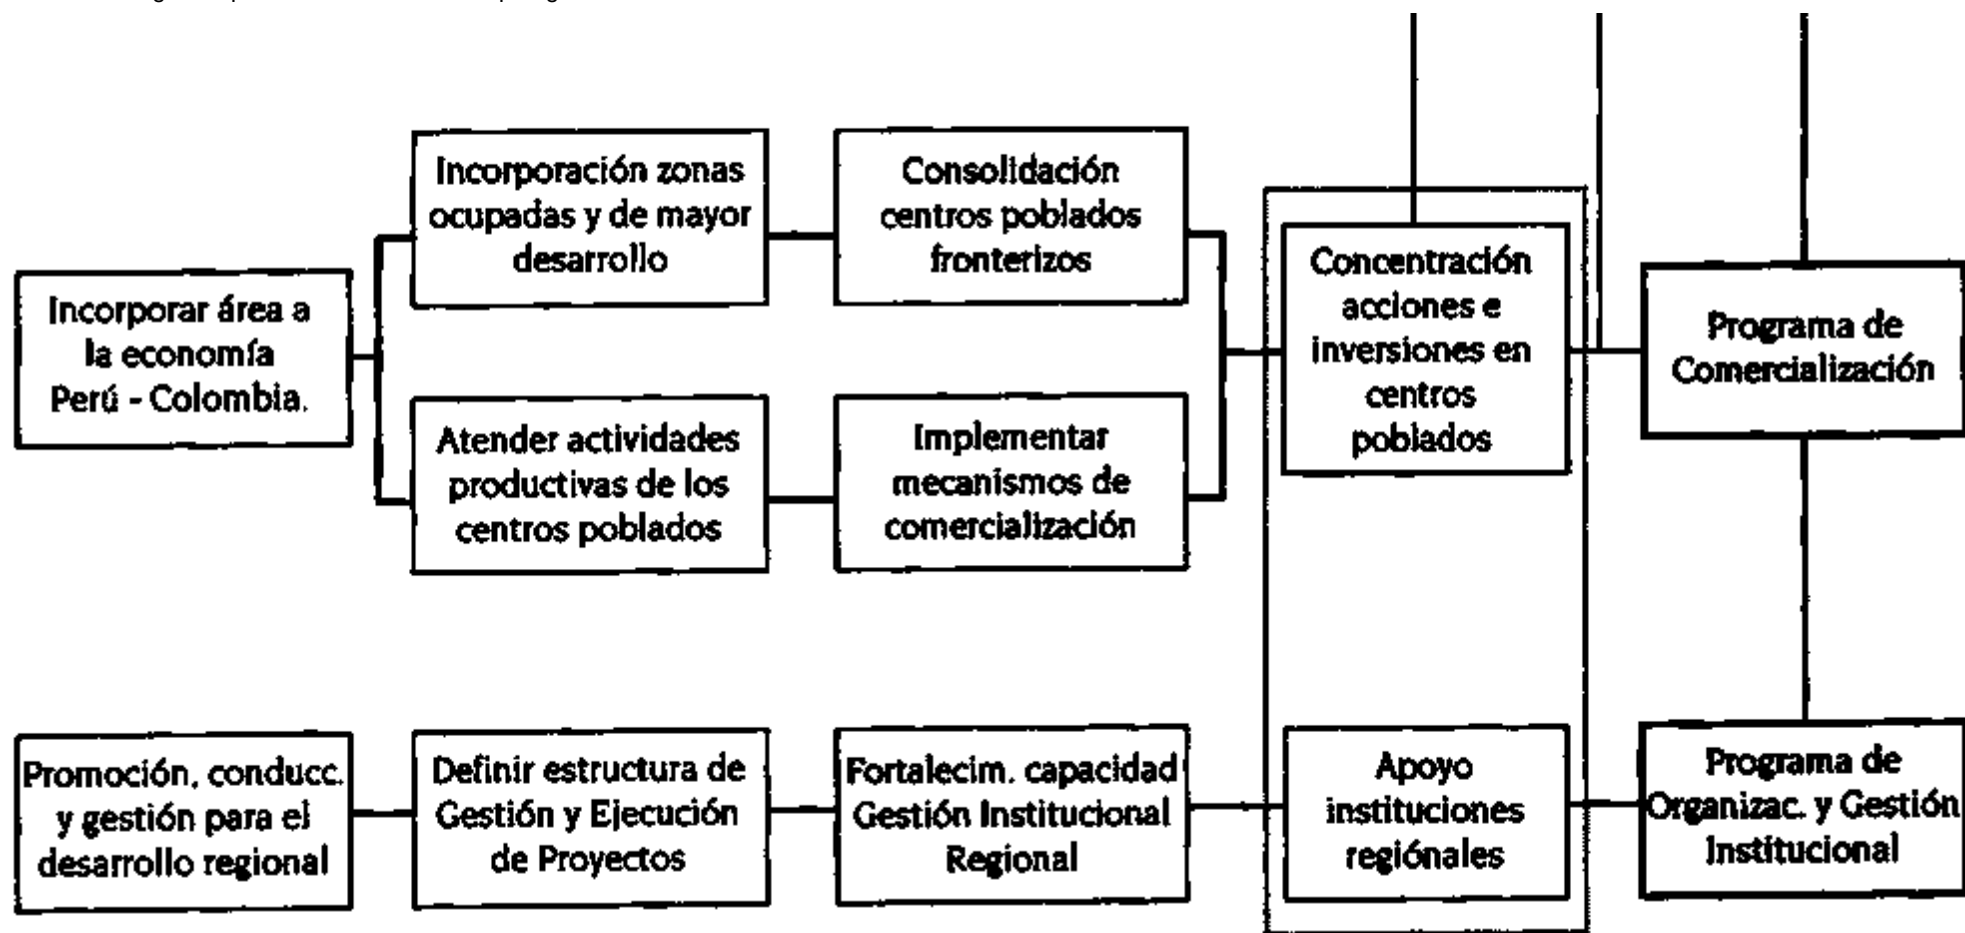 Incorporación zonas
ocupadas y de mayor
desarrollo
Consolidación
centros poblados
fronterizos
Incorporar área a
la economía
Perú - Colombia.
Concentración
acciones e
inversiones en
centros
poblados
Programa de
Comercialización
Atender actividades
productivas de los
centros poblados
Implementar
mecanismos de
comercialización
Promoción, conducc.
y gestión para el
desarrollo regional
Definir estructura de
Gestión y Ejecución
de Proyectos
Fortalecim. capacidad
Gestión Institucional
Regional
Apoyo
instituciones
regiónales
Programa de
Organizac. y Gestión
Institucional